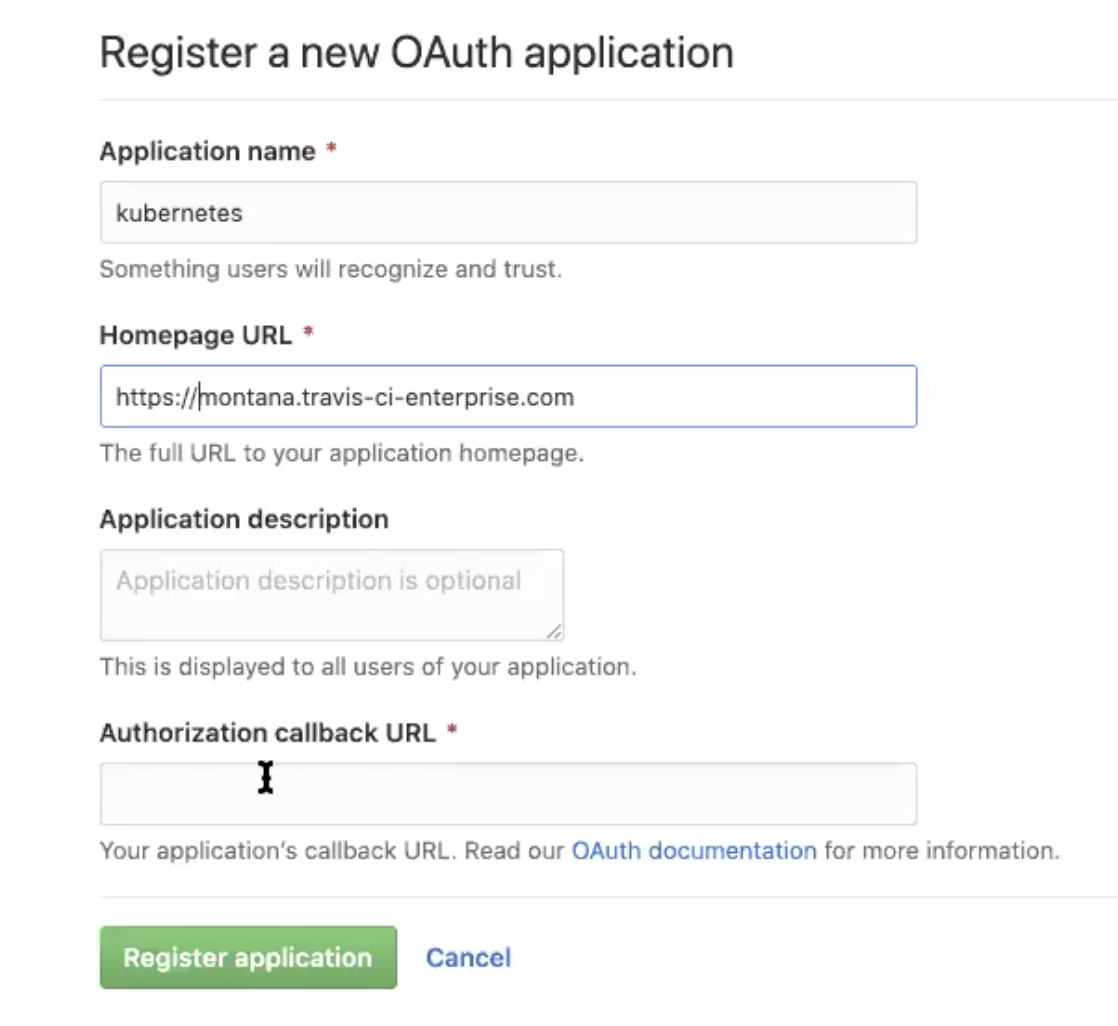 Register a new OAuth application
Application name *
kubernetes
Something users will recognize and trust.
Homepage URL *
https://montana.travis-ci-enterprise.com
The full URL to your application homepage.
Application description
Application description is optional
This is displayed to all users of your application.
Authorization callback URL *
Your application's callback URL. Read our OAuth documentation for more information.
Register application Cancel